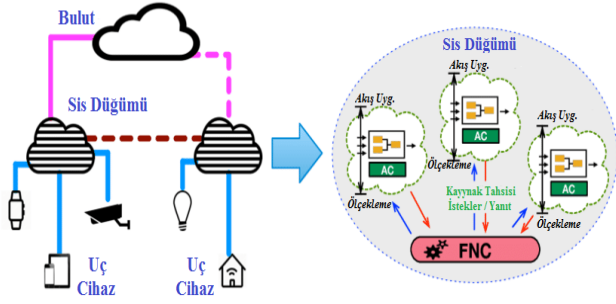 Bulut
Sis Düğümü
Uç
Cihaz
Uç
Cihaz
Sis Düğümü
Akış Uyg.
AC
Ölçekleme
Akış Uyg.
AC
Ölçekleme
Akış Uyg.
AC
Ölçekleme
Kayynak Tahsisi
İstekler / Yanıt
FNC